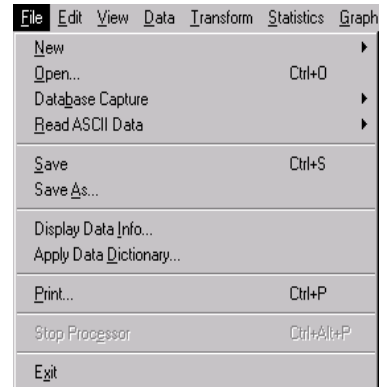 File Edit View Data Transform Statistics Graph
New
Open... Ctrl+O
Database Capture
Read ASCII Data
Save Ctrl+S
Save As...
Display Data Info...
Apply Data Dictionary...
Print... Ctrl+P
Stop Processor Ctrl+Alt+P
Exit